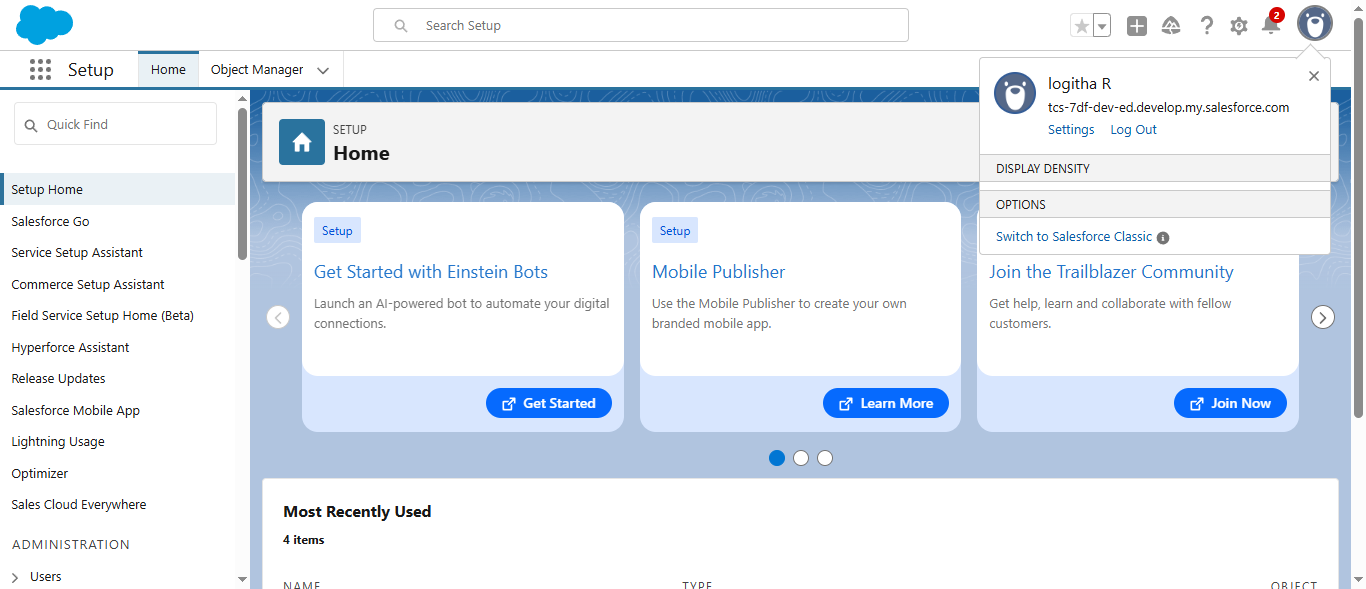 Search Setup
2
Setup
Home
Object Manager
logitha R
tcs-7df-dev-ed.develop.my.salesforce.com
Settings
Log Out
DISPLAY DENSITY
OPTIONS
Switch to Salesforce Classic
Quick Find
Setup Home
Salesforce Go
Service Setup Assistant
Commerce Setup Assistant
Field Service Setup Home (Beta)
Hyperforce Assistant
Release Updates
Salesforce Mobile App
Lightning Usage
Optimizer
Sales Cloud Everywhere
ADMINISTRATION
Users
SETUP
Home
Setup
Get Started with Einstein Bots
Launch an AI-powered bot to automate your digital
connections.
Get Started
Setup
Mobile Publisher
Use the Mobile Publisher to create your own
branded mobile app.
Learn More
Join the Trailblazer Community
Get help, learn and collaborate with fellow
customers.
Join Now
Most Recently Used
4 items
NAME
TYPE
OBJECT